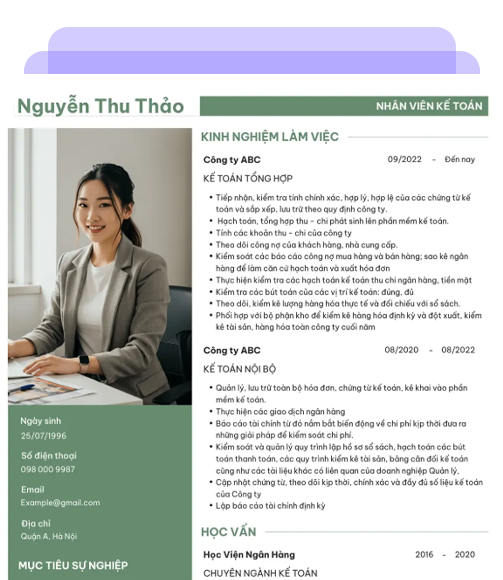 Nguyễn Thu Thảo
NHÂN VIÊN KẾ TOÁN
KINH NGHIỆM LÀM VIỆC
Công ty ABC 09/2022 - Đến nay
KẾ TOÁN TỔNG HỢP
• Tiếp nhận, kiểm tra tính chính xác, hợp lý, hợp lệ của các chứng từ kế
toán và sắp xếp, lưu trữ theo quy định công ty.
• Hạch toán, tổng hợp thu - chi phát sinh lên phần mềm kế toán.
• Tính các khoản thu - chi của công ty
• Theo dõi công nợ của khách hàng, nhà cung cấp.
• Kiểm soát các báo cáo công nợ mua hàng và bán hàng; sao kê ngân
hàng để làm căn cứ hạch toán và xuất hóa đơn
• Thực hiện kiểm tra các hạch toán kế toán thu chi ngân hàng, tiền mặt
• Kiểm tra các bút toán của các vị trí kế toán: đúng, đủ
• Theo dõi, kiểm kê lượng hàng hóa thực tế và đối chiếu với sổ sách.
• Phối hợp với bộ phận kho để kiểm kê hàng hóa định kỳ và đột xuất, kiểm
kê tài sản, hàng hóa toàn công ty cuối năm
Công ty ABC 08/2020 - 08/2022
KẾ TOÁN NỘI BỘ
• Quản lý, lưu trữ toàn bộ hóa đơn, chứng từ kế toán, kê khai vào phần
mềm kế toán.
• Thực hiện các giao dịch ngân hàng
• Báo cáo tài chính từ đó nắm bắt biến động về chi phí kịp thời đưa ra
những giải pháp để kiểm soát chi phí.
• Kiểm soát và quản lý quy trình lập hồ sơ sổ sách, hạch toán các bút
toán thanh toán, các quy trình kiểm kê tài sản, bảng cân đối kế toán
cũng như các tài liệu khác có liên quan của doanh nghiệp Quản lý,
• Cập nhật chứng từ, theo dõi kịp thời, chính xác và đầy đủ số liệu kế toán
của Công ty
• Lập báo cáo tài chính định kỳ
HỌC VẤN
Học Viện Ngân Hàng 2016 - 2020
CHUYÊN NGÀNH KẾ TOÁN
Ngày sinh
25/07/1996
Số điện thoại
098 000 9987
Email
Example@gmail.com
Địa chỉ
Quận A, Hà Nội
MỤC TIÊU SỰ NGHIỆP